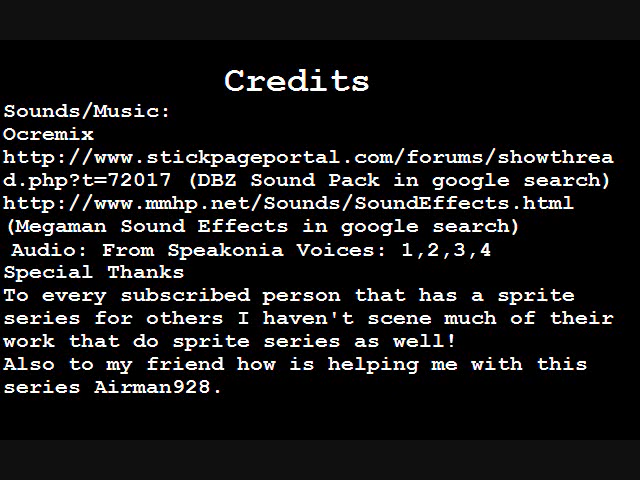 Credits
Sounds/Music:
Ocremix
http://www.stickpageportal.com/forums/showthrea
d.php?t=72017 (DBZ Sound Pack in google search)
http://www.mmhp.net/Sounds/SoundEffects.html
(Megaman Sound Effects in google search)
Audio: From Speakonia Voices: 1,2,3,4
Special Thanks
To every subscribed person that has a sprite
series for others I haven't scene much of their
work that do sprite series as well!
Also to my friend how is helping me with this
series Airman928.